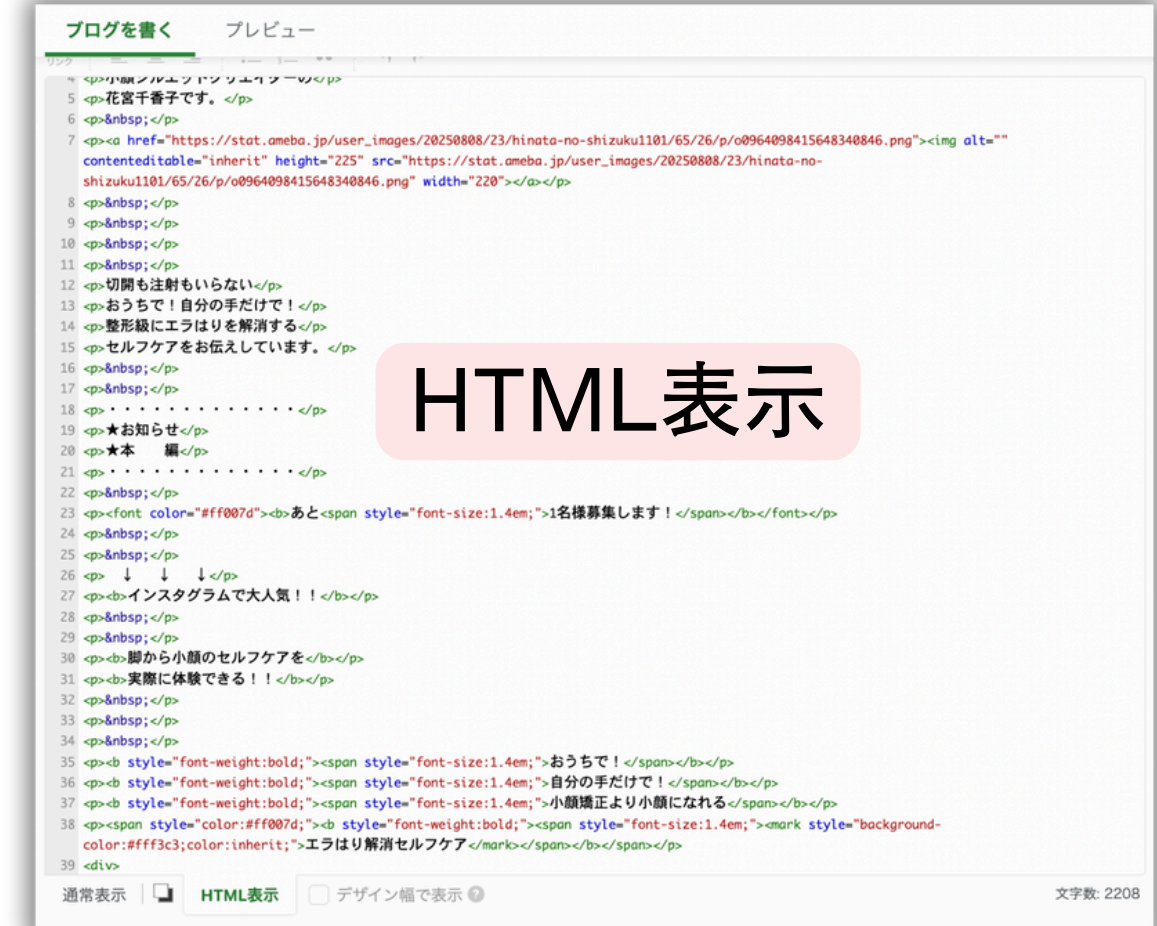 ブログを書く プレビュー
リンク
4 <p>小顔シルエットクリエイターの</p>
5 <p>花宮千香子です。</p>
6 <p>&nbsp;</p>
7 <p><a href="https://stat.ameba.jp/user_images/20250808/23/hinata-no-shizuku1101/65/26/p/o0964098415648340846.png"><img alt=""
contenteditable="inherit" height="225" src="https://stat.ameba.jp/user_images/20250808/23/hinata-no-
shizuku1101/65/26/p/o0964098415648340846.png" width="220"></a></p>
8 <p>&nbsp;</p>
9 <p>&nbsp;</p>
10 <p>&nbsp;</p>
11 <p>&nbsp;</p>
12 <p>切開も注射もいらない</p>
13 <p>おうちで！自分の手だけで！</p>
14 <p>整形級にエラはりを解消する</p>
15 <p>セルフケアをお伝えしています。</p>
16 <p>&nbsp;</p>
17 <p>&nbsp;</p>
HTML表示
18 <p>・・・・・・・・・・・・・</p>
19 <p>★お知らせ</p>
20 <p>★本　　編</p>
21 <p>・・・・・・・・・・・・・</p>
22 <p>&nbsp;</p>
23 <p><font color="#ff007d"><b>あと<span style="font-size:1.4em;">1名様募集します！</span></b></font></p>
24 <p>&nbsp;</p>
25 <p>&nbsp;</p>
26 <p>　↓　　↓　　↓</p>
27 <p><b>インスタグラムで大人気！！</b></p>
28 <p>&nbsp;</p>
29 <p>&nbsp;</p>
30 <p><b>脚から小顔のセルフケアを</b></p>
31 <p><b>実際に体験できる！！</b></p>
32 <p>&nbsp;</p>
33 <p>&nbsp;</p>
34 <p>&nbsp;</p>
35 <p><b style="font-weight:bold;"><span style="font-size:1.4em;">おうちで！</span></b></p>
36 <p><b style="font-weight:bold;"><span style="font-size:1.4em;">自分の手だけで！</span></b></p>
37 <p><b style="font-weight:bold;"><span style="font-size:1.4em;">小顔矯正より小顔になれる</span></b></p>
38 <p><span style="color:#ff007d;"><b style="font-weight:bold;"><span style="font-size:1.4em;"><mark style="background-
color:#fff3c3;color:inherit;">エラはり解消セルフケア</mark></span></b></span></p>
39 <div>
通常表示 HTML表示 デザイン幅で表示 ? 文字数: 2208